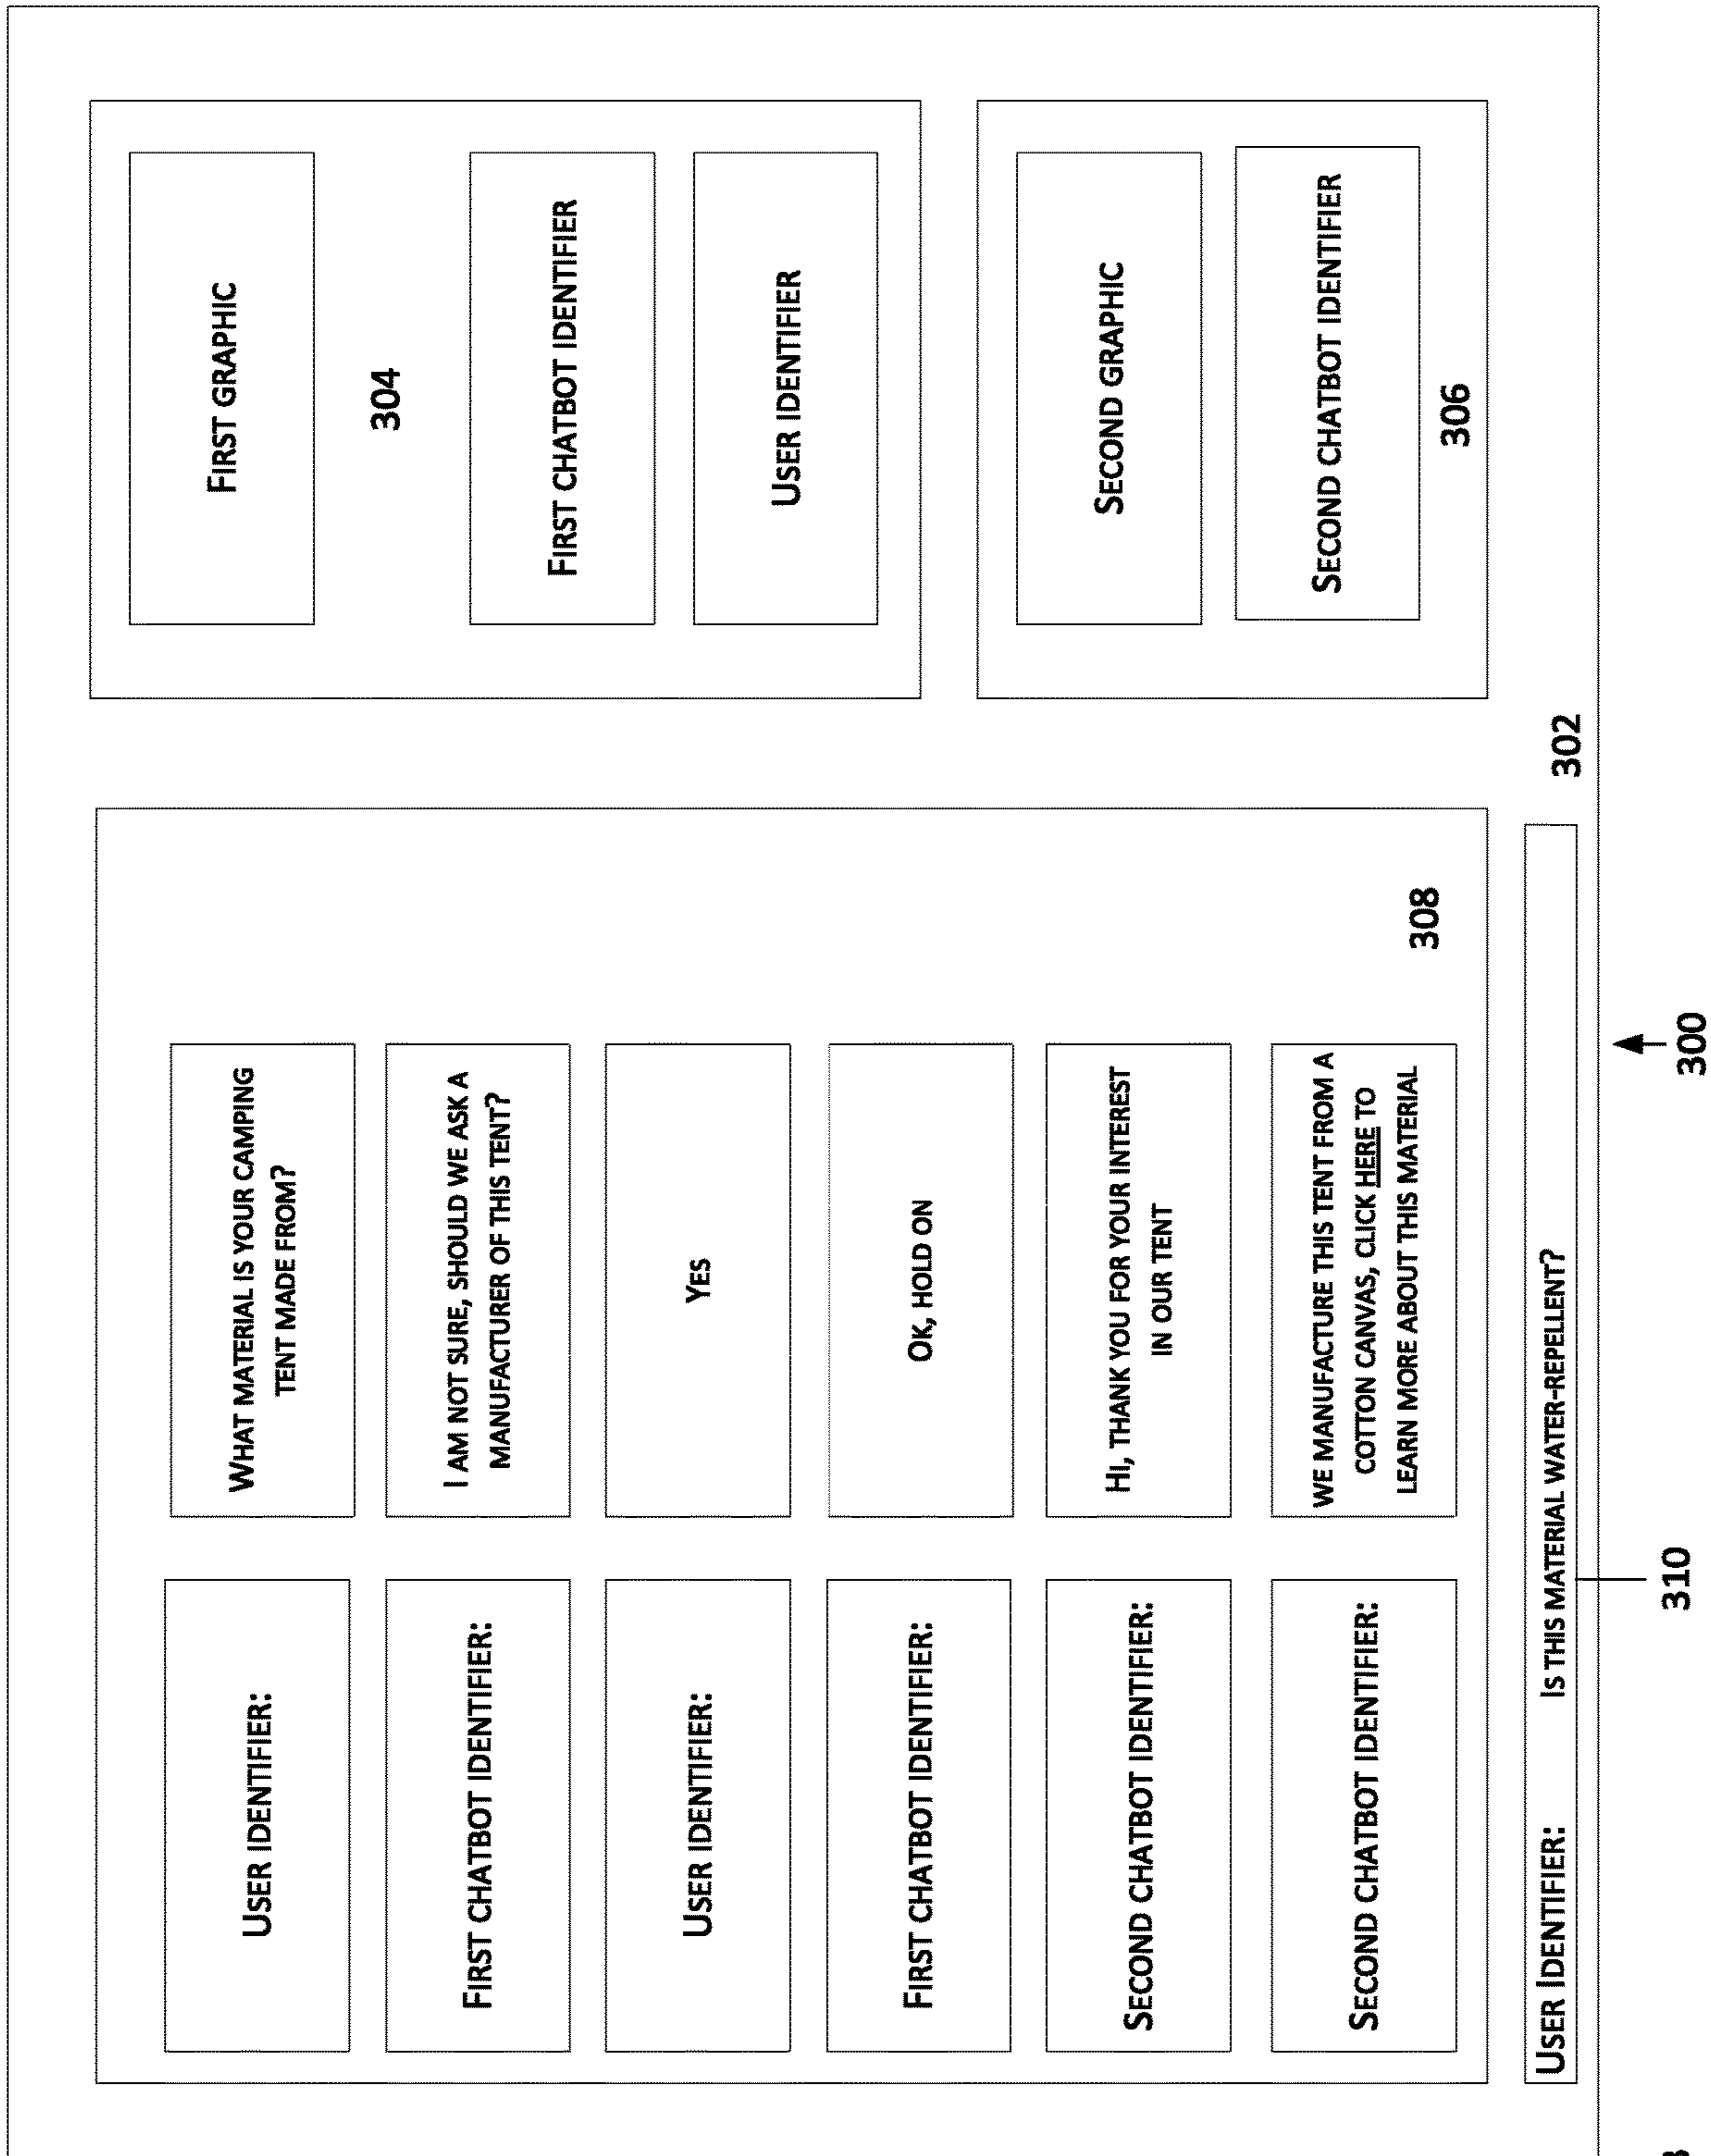 USER IDENTIFIER:
WHAT MATERIAL IS YOUR CAMPING
TENT MADE FROM?
FIRST CHATBOT IDENTIFIER:
I AM NOT SURE, SHOULD WE ASK A
MANUFACTURER OF THIS TENT?
USER IDENTIFIER:
YES
FIRST CHATBOT IDENTIFIER:
OK, HOLD ON
SECOND CHATBOT IDENTIFIER:
HI, THANK YOU FOR YOUR INTEREST
IN OUR TENT
SECOND CHATBOT IDENTIFIER:
WE MANUFACTURE THIS TENT FROM A
COTTON CANVAS, CLICK HERE TO
LEARN MORE ABOUT THIS MATERIAL
308
USER IDENTIFIER: IS THIS MATERIAL WATER-REPELLENT?
310
300
302
FIRST GRAPHIC
304
FIRST CHATBOT IDENTIFIER
USER IDENTIFIER
SECOND GRAPHIC
SECOND CHATBOT IDENTIFIER
306